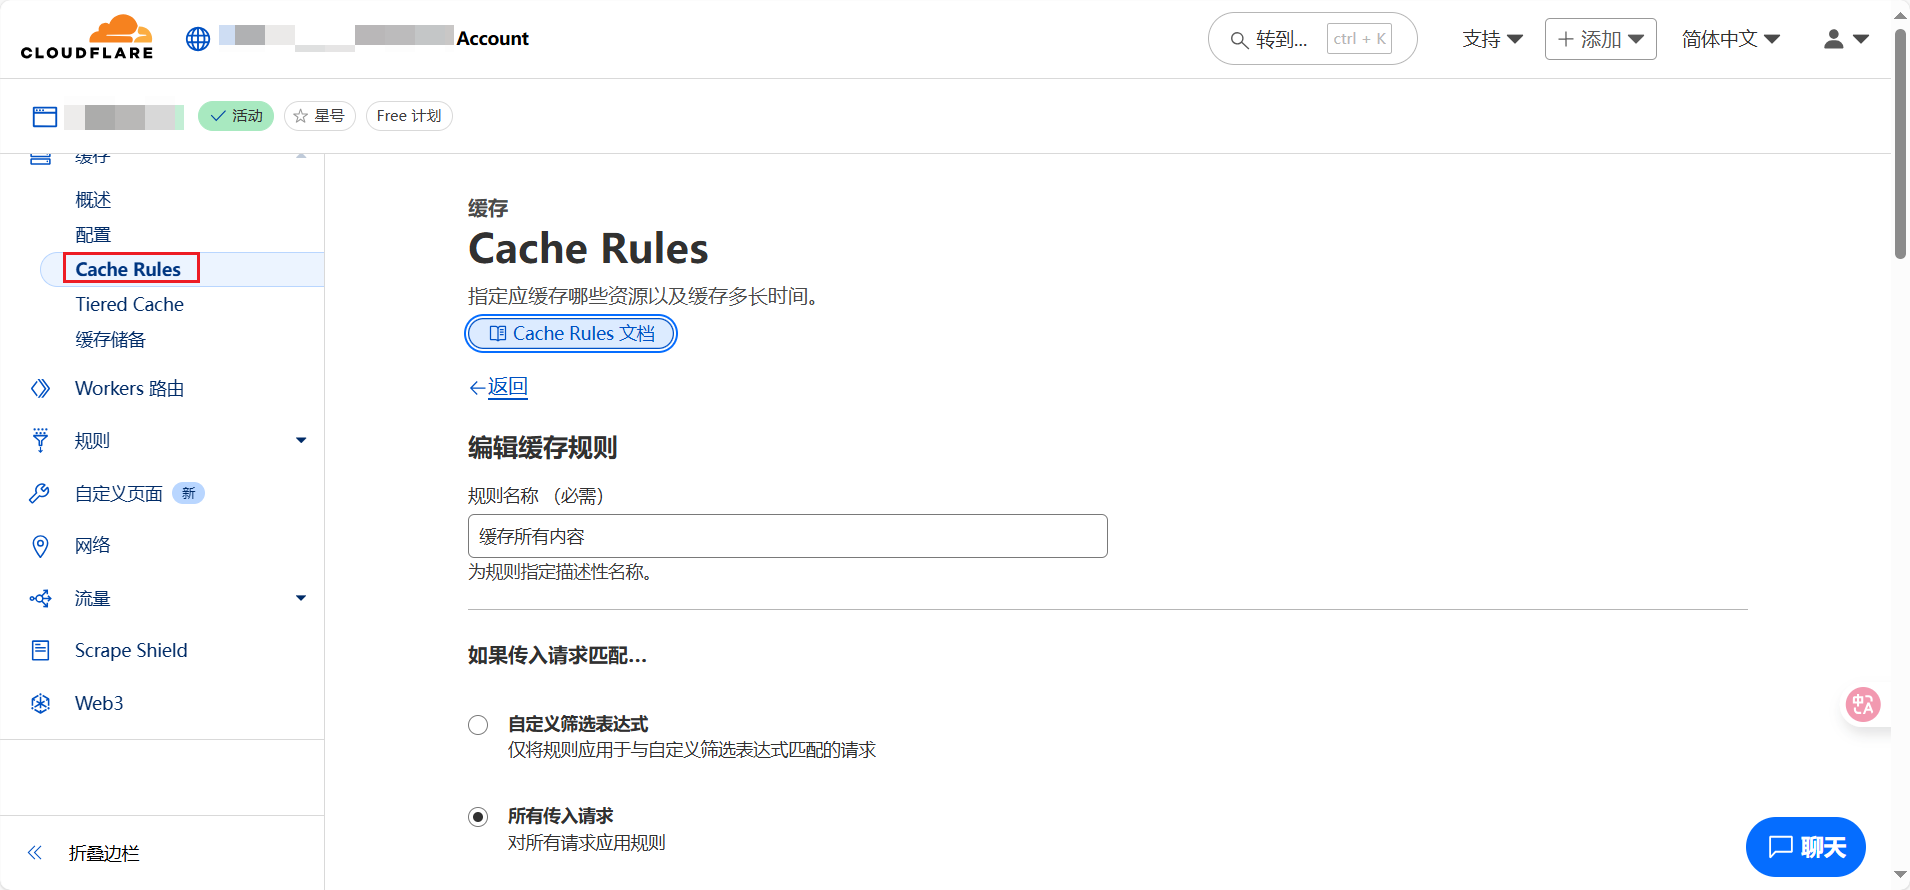 CLOUDFLARE
Account
转到...
ctrl + K
支持
添加
简体中文
活动
星号
Free 计划
缓存
概述
配置
Cache Rules
Tiered Cache
缓存储备
Workers 路由
规则
自定义页面 新
网络
流量
Scrape Shield
Web3
折叠边栏
缓存
Cache Rules
指定应缓存哪些资源以及缓存多长时间。
Cache Rules 文档
返回
编辑缓存规则
规则名称 （必需）
缓存所有内容
为规则指定描述性名称。
如果传入请求匹配...
自定义筛选表达式
仅将规则应用于与自定义筛选表达式匹配的请求
所有传入请求
对所有请求应用规则
中A
聊天